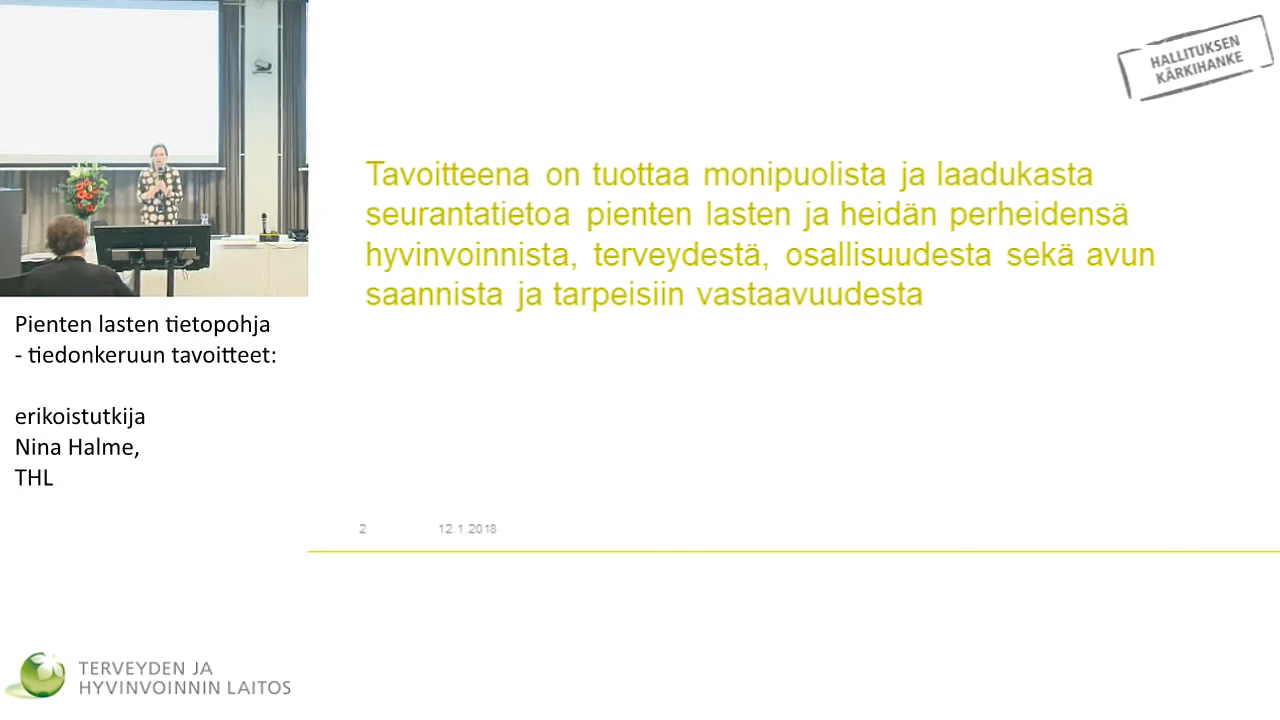 HALLITUKSEN
KÄRKIHANKE
Tavoitteena on tuottaa monipuolista ja laadukasta
seurantatietoa pienten lasten ja heidän perheidensä
hyvinvoinnista, terveydestä, osallisuudesta sekä avun
saannista ja tarpeisiin vastaavuudesta
Pienten lasten tietopohja
- tiedonkeruun tavoitteet:
erikoistutkija
Nina Halme,
THL
2 12.1.2018
TERVEYDEN JA
HYVINVOINNIN LAITOS